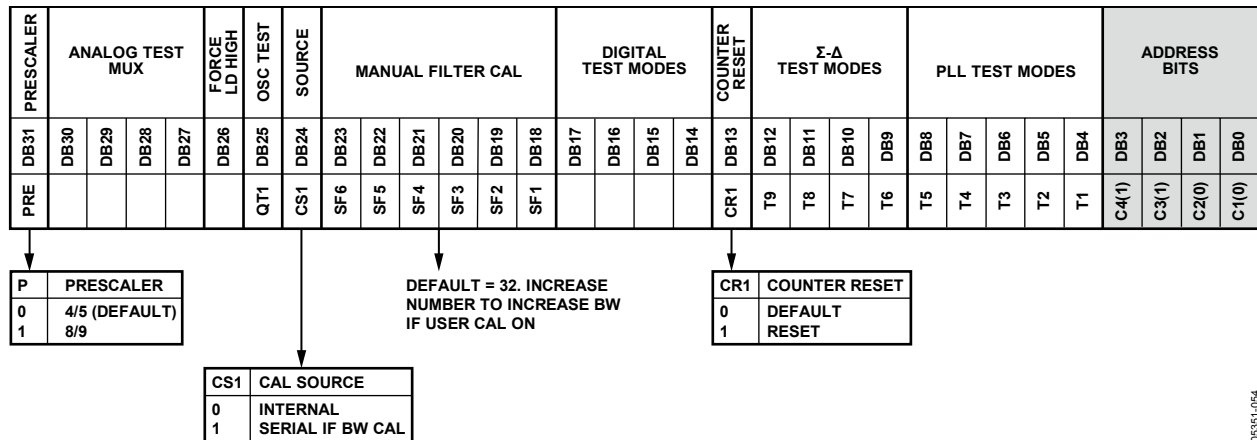 PRESCALER
ANALOG TEST
MUX
FORCE
LD HIGH
OSC TEST
SOURCE
MANUAL FILTER CAL
DIGITAL
TEST MODES
COUNTER
RESET
Σ-Δ
TEST MODES
PLL TEST MODES
ADDRESS
BITS
DB31 DB30 DB29 DB28 DB27 DB26 DB25 DB24 DB23 DB22 DB21 DB20 DB19 DB18 DB17 DB16 DB15 DB14 DB13 DB12 DB11 DB10 DB9 DB8 DB7 DB6 DB5 DB4 DB3 DB2 DB1 DB0
PRE QT1 CS1 SF6 SF5 SF4 SF3 SF2 SF1 CR1 T9 T8 T7 T6 T5 T4 T3 T2 T1 C4(1) C3(1) C2(0) C1(0)
P PRESCALER
0 4/5 (DEFAULT)
1 8/9
DEFAULT = 32. INCREASE
NUMBER TO INCREASE BW
IF USER CAL ON
CR1 COUNTER RESET
0 DEFAULT
1 RESET
CS1 CAL SOURCE
0 INTERNAL
1 SERIAL IF BW CAL
05351-054